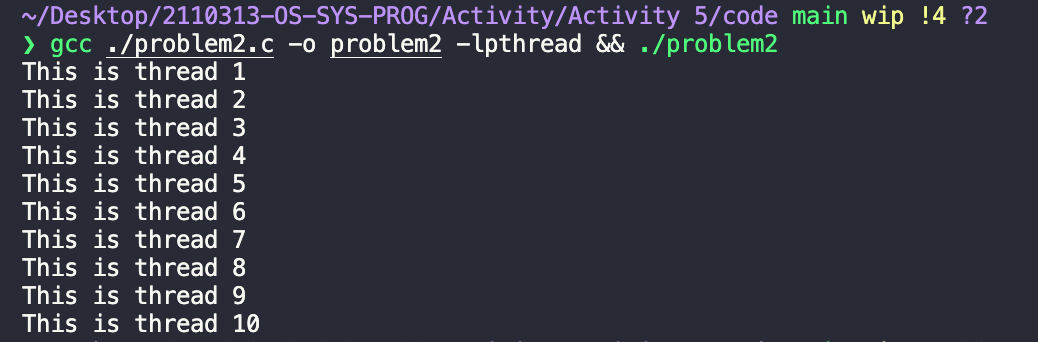 ~/Desktop/2110313-OS-SYS-PROG/Activity/Activity 5/code main wip !4 ?2
❯ gcc ./problem2.c -o problem2 -lpthread && ./problem2
This is thread 1
This is thread 2
This is thread 3
This is thread 4
This is thread 5
This is thread 6
This is thread 7
This is thread 8
This is thread 9
This is thread 10